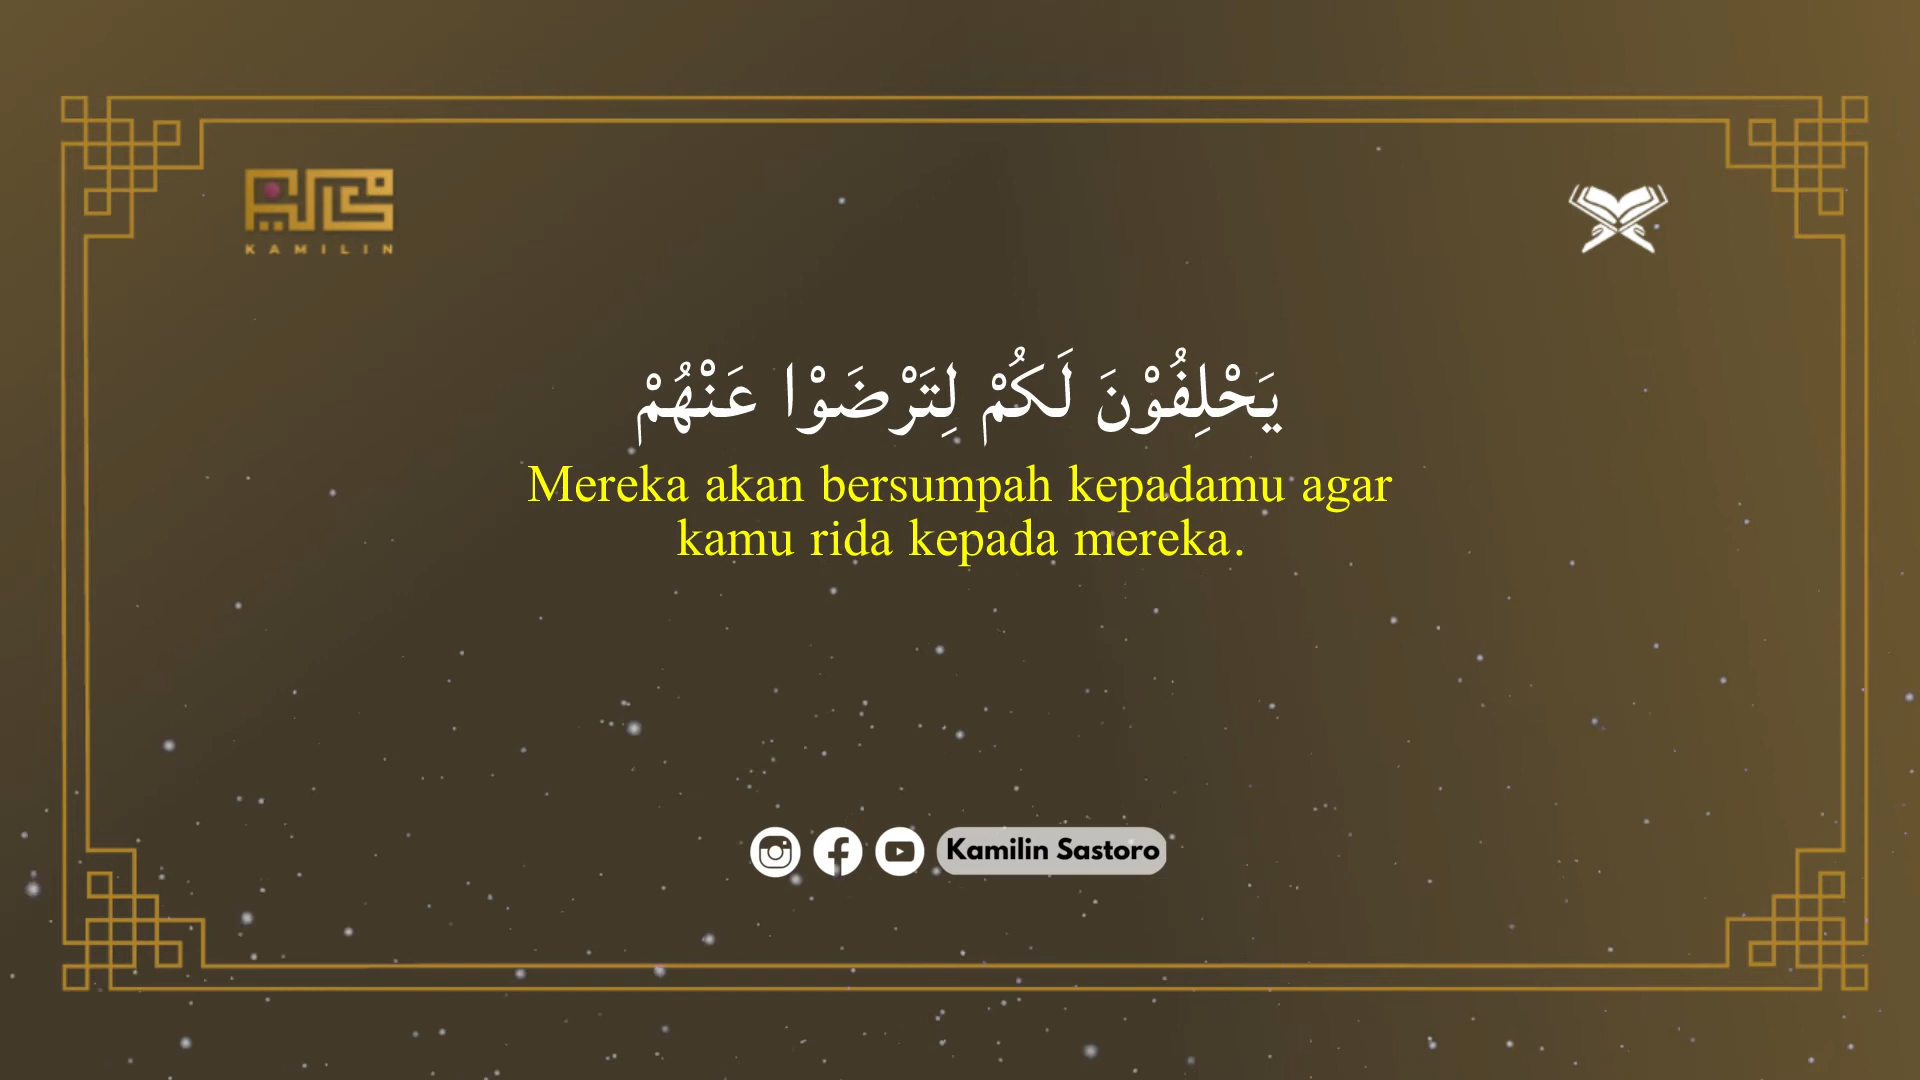 KAMILIN
يَحْلِفُوْنَ لَكُمْ لِتَرْضَوْا عَنْهُمْ
Mereka akan bersumpah kepadamu agar
kamu rida kepada mereka.
Kamilin Sastoro